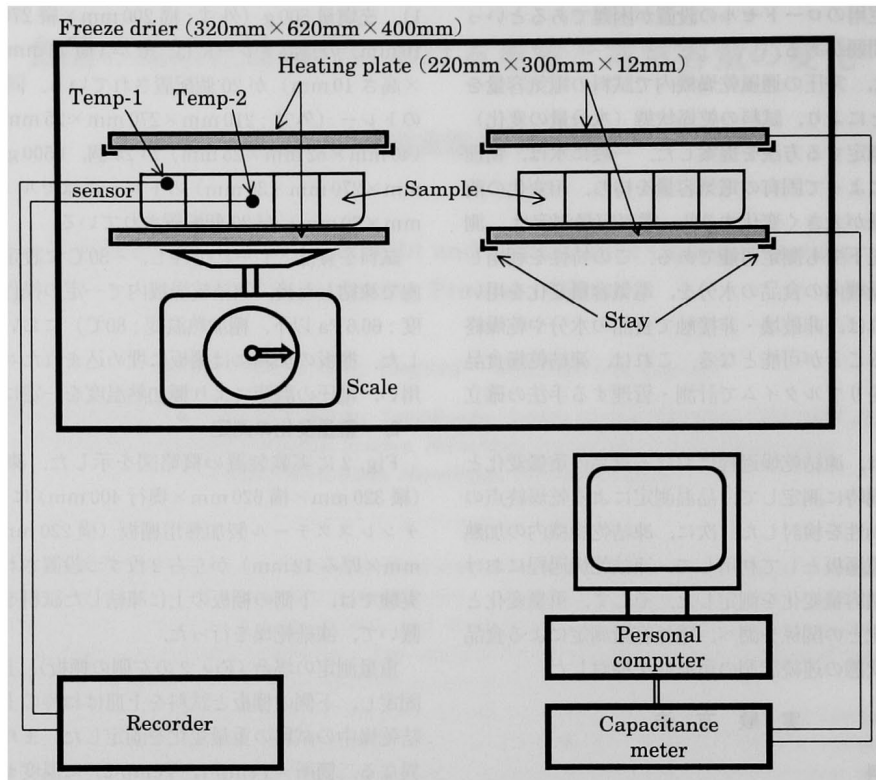 Freeze drier (320mm×620mm×400mm)
Heating plate (220mm×300mm×12mm)
Temp-1 Temp-2
sensor
Sample
Stay
Scale
Personal
computer
Recorder
Capacitance
meter